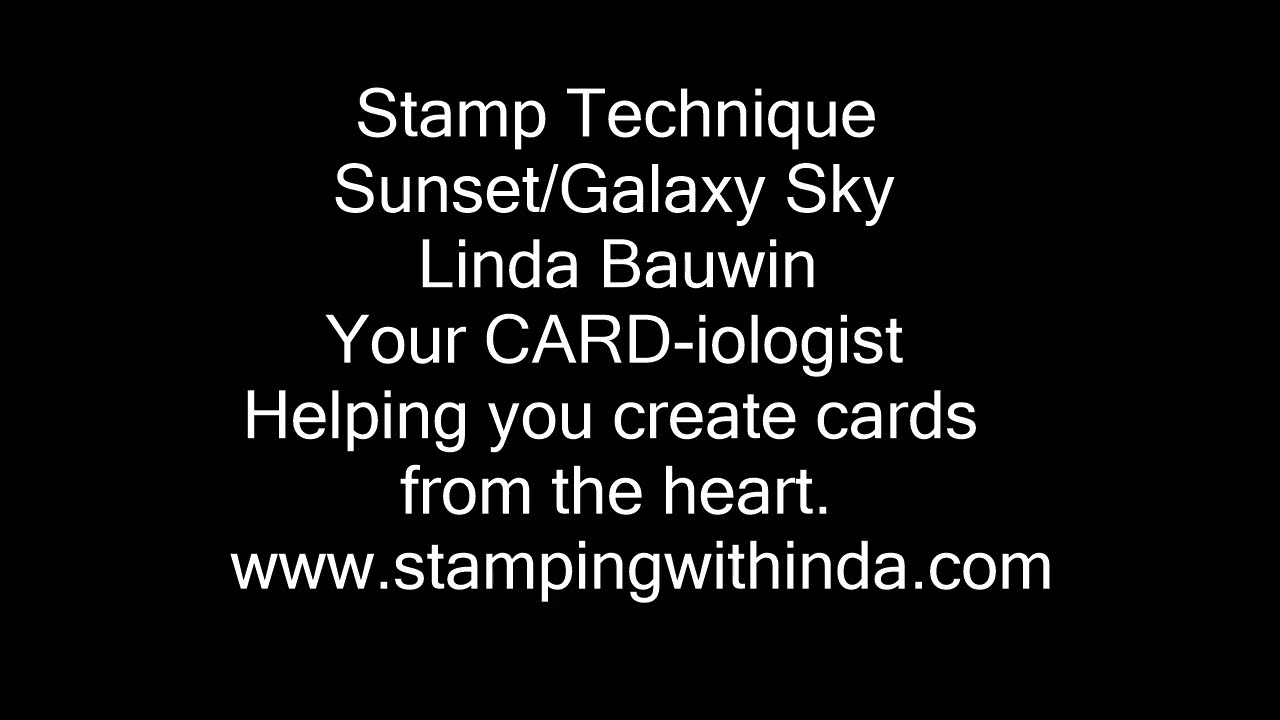 Stamp Technique
Sunset/Galaxy Sky
Linda Bauwin
Your CARD-iologist
Helping you create cards
from the heart.
www.stampingwithinda.com